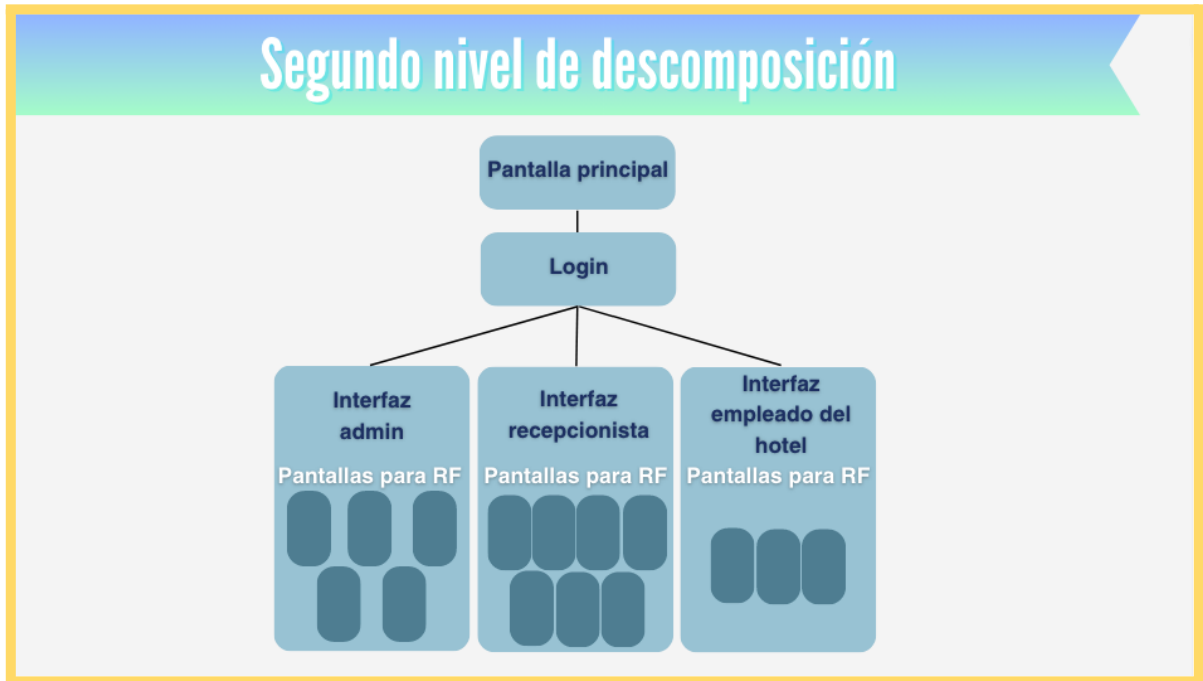 Segundo nivel de descomposición
Pantalla principal
Login
Interfaz
admin
Pantallas para RF
Interfaz
recepcionista
Pantallas para RF
Interfaz
empleado del
hotel
Pantallas para RF